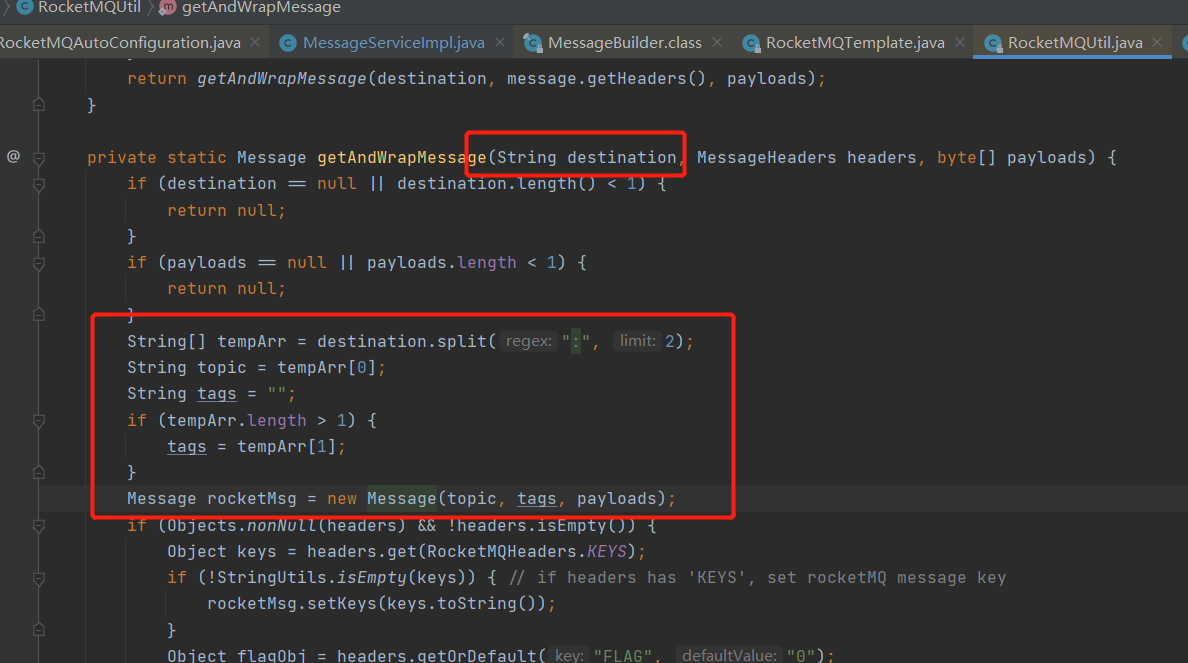 RocketMQUtil getAndWrapMessage
RocketMQAutoConfiguration.java MessageServiceImpl.java MessageBuilder.class RocketMQTemplate.java RocketMQUtil.java
return getAndWrapMessage(destination, message.getHeaders(), payloads);
}
@ private static Message getAndWrapMessage(String destination, MessageHeaders headers, byte[] payloads) {
if (destination == null || destination.length() < 1) {
return null;
}
if (payloads == null || payloads.length < 1) {
return null;
}
String[] tempArr = destination.split( regex: ":", limit: 2);
String topic = tempArr[0];
String tags = "";
if (tempArr.length > 1) {
tags = tempArr[1];
}
Message rocketMsg = new Message(topic, tags, payloads);
if (Objects.nonNull(headers) && !headers.isEmpty()) {
Object keys = headers.get(RocketMQHeaders.KEYS);
if (!StringUtils.isEmpty(keys)) { // if headers has 'KEYS', set rocketMQ message key
rocketMsg.setKeys(keys.toString());
}
Object flagObj = headers.getOrDefault( key: "FLAG", defaultValue: "0");